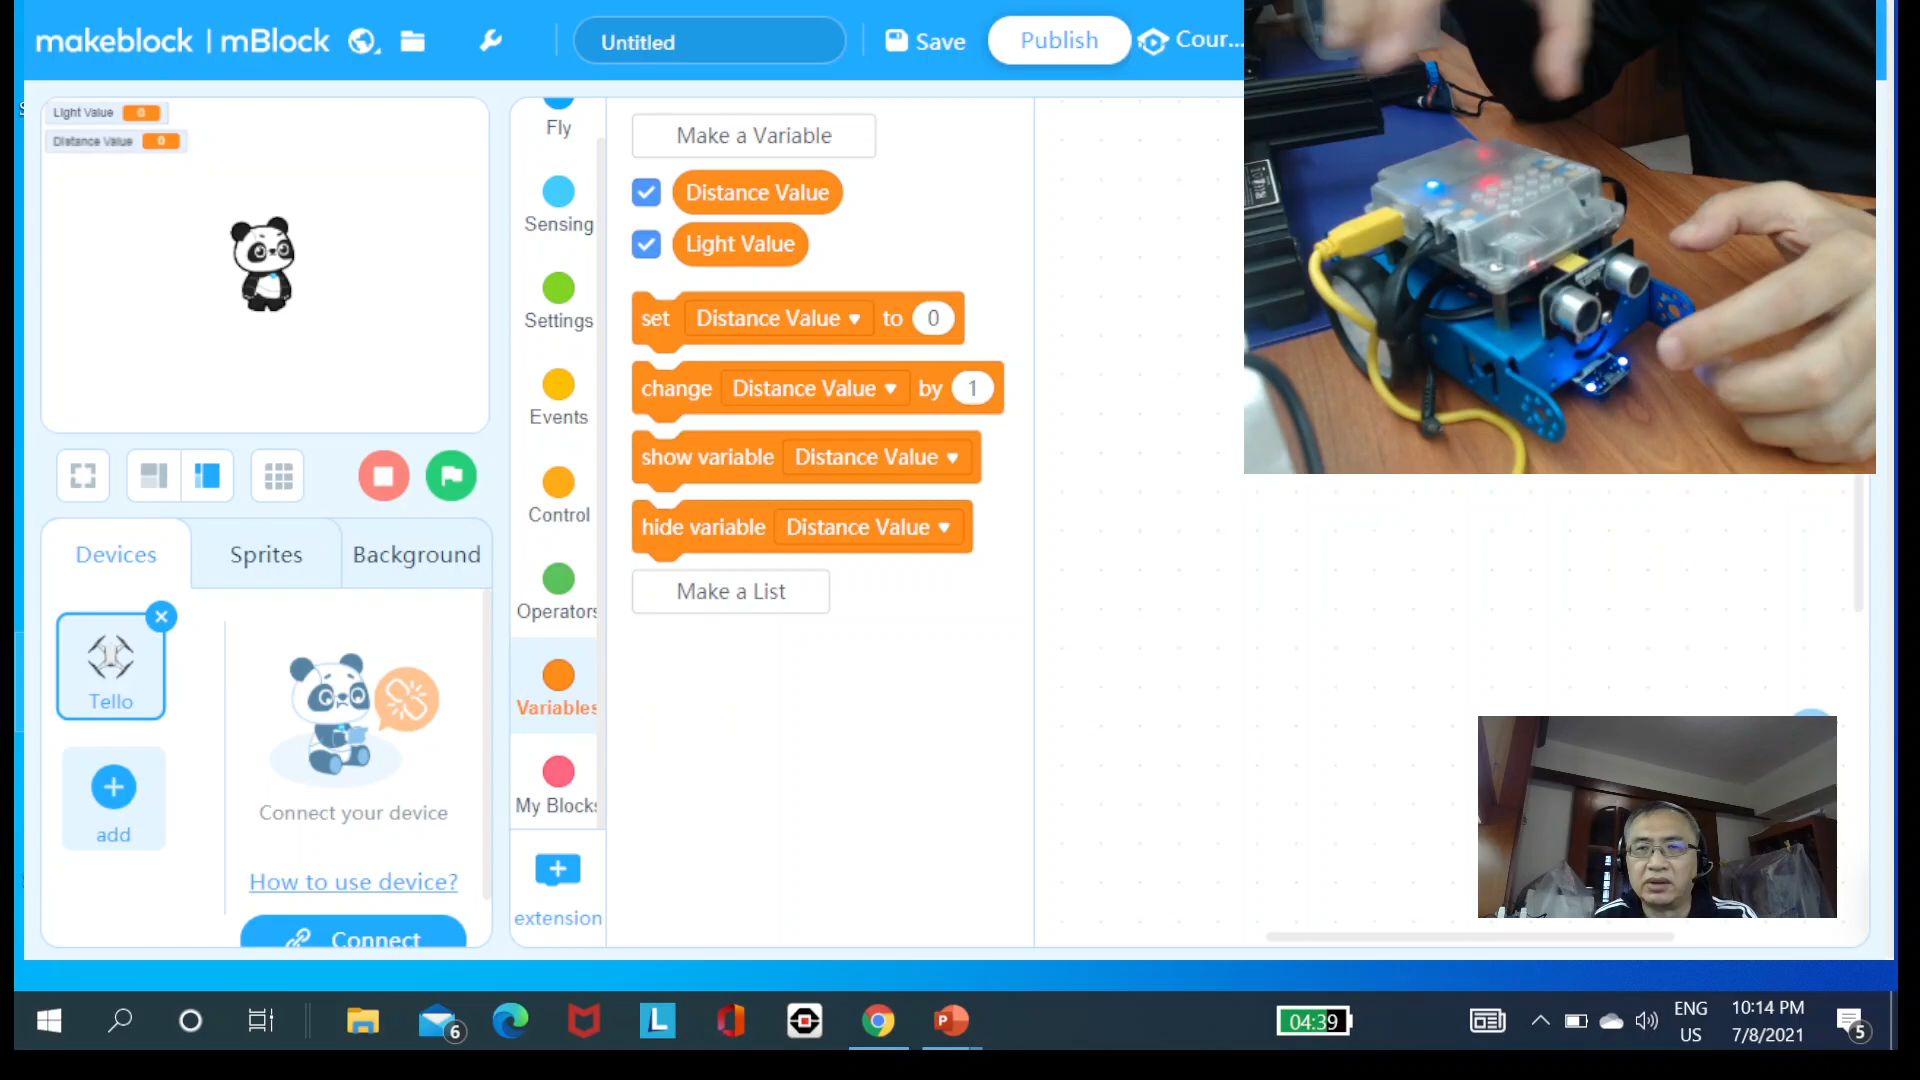 makeblock | mBlock
Untitled
Save
Publish
Cour...
Light Value 0
Distance Value 0
Fly
Sensing
Settings
Events
Control
Operators
Variables
My Blocks
extension
Make a Variable
Distance Value
Light Value
set Distance Value to 0
change Distance Value by 1
show variable Distance Value
hide variable Distance Value
Make a List
Devices
Sprites
Background
Tello
add
Connect your device
How to use device?
Connect
6
L
P
04:39
ENG
US
10:14 PM
7/8/2021
5